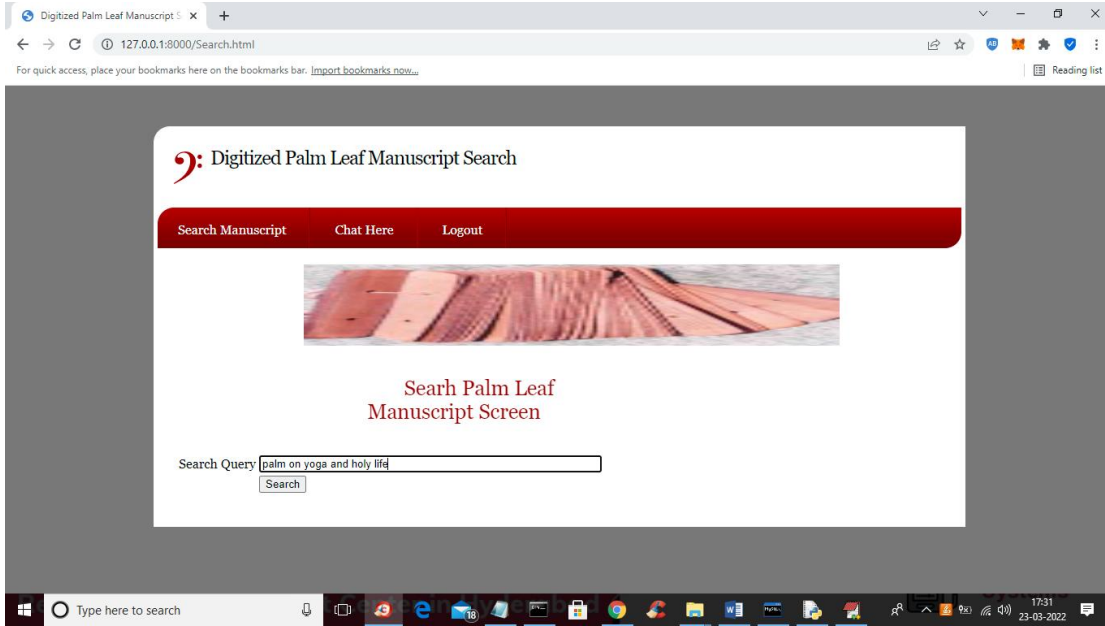 Digitized Palm Leaf Manuscript S
127.0.0.1:8000/Search.html
For quick access, place your bookmarks here on the bookmarks bar. Import bookmarks now...
Reading list
Digitized Palm Leaf Manuscript Search
Search Manuscript Chat Here Logout
Searh Palm Leaf
Manuscript Screen
Search Query palm on yoga and holy life
Search
Type here to search
18
17:31
23-03-2022